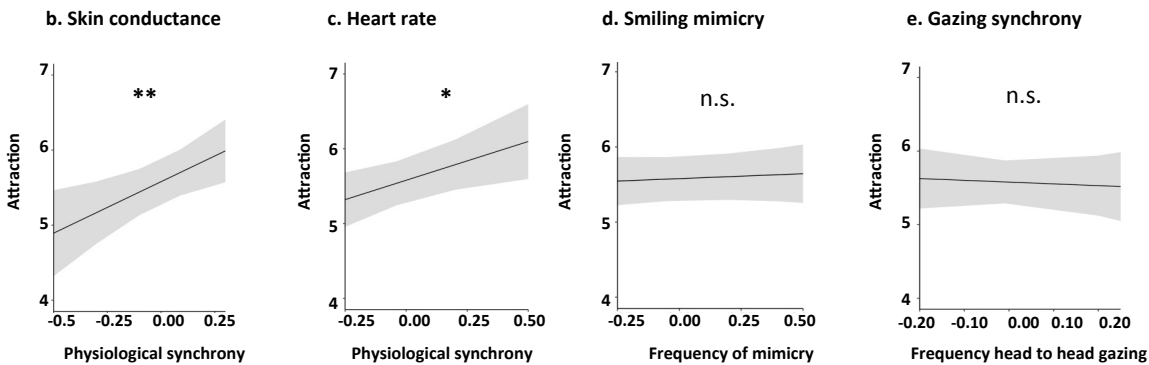 b. Skin conductance
7
6
5
4
Attraction
**
-0.5 -0.25 0.00 0.25
Physiological synchrony
c. Heart rate
7
6
5
4
Attraction
*
-0.25 0.00 0.50
Physiological synchrony
d. Smiling mimicry
7
6
5
4
Attraction
n.s.
-0.25 0.00 0.25 0.50
Frequency of mimicry
e. Gazing synchrony
7
6
5
4
Attraction
n.s.
-0.20 -0.10 0.00 0.10 0.20
Frequency head to head gazing